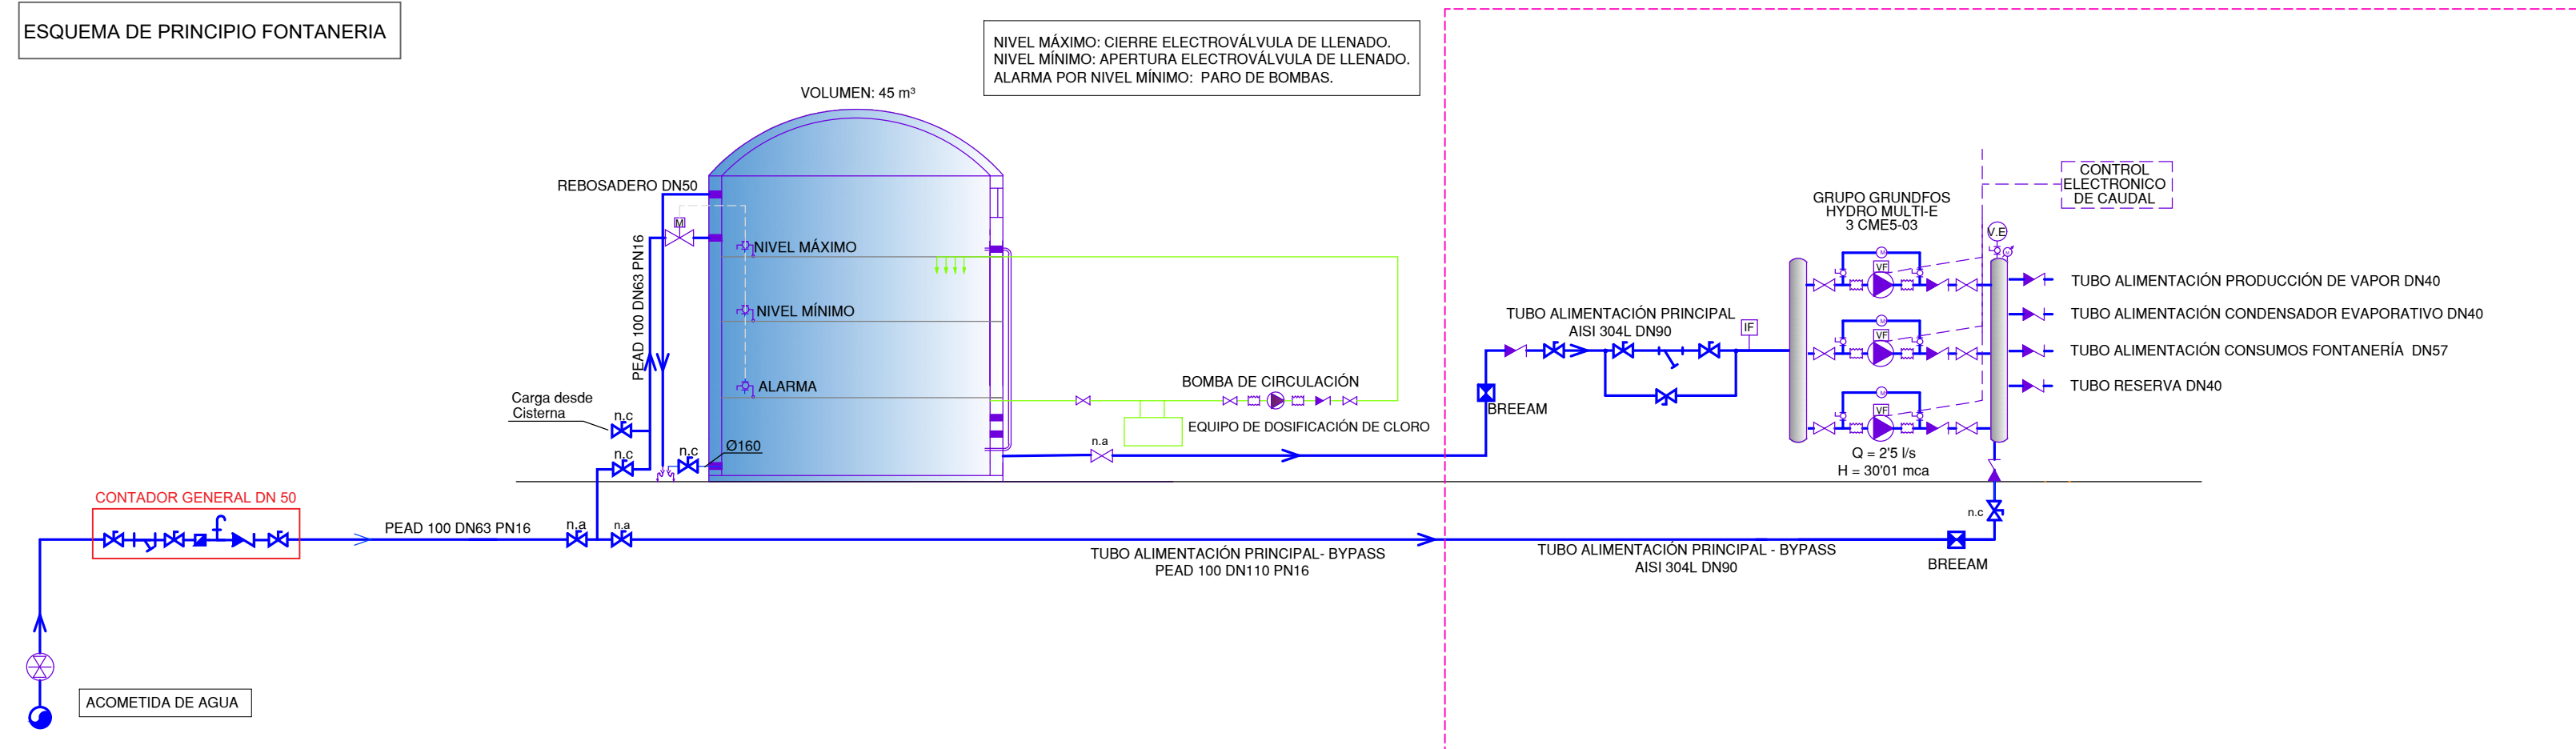 ESQUEMA DE PRINCIPIO FONTANERIA
NIVEL MÁXIMO: CIERRE ELECTROVÁLVULA DE LLENADO.
NIVEL MÍNIMO: APERTURA ELECTROVÁLVULA DE LLENADO.
ALARMA POR NIVEL MÍNIMO: PARO DE BOMBAS.
VOLUMEN: 45 m³
REBOSADERO DN50
M
PEAD 100 DN63 PN16
NIVEL MÁXIMO
NIVEL MÍNIMO
ALARMA
Carga desde
Cisterna
n.c
n.c
n.c
Ø160
CONTADOR GENERAL DN 50
PEAD 100 DN63 PN16
n.a
n.a
ACOMETIDA DE AGUA
BOMBA DE CIRCULACIÓN
EQUIPO DE DOSIFICACIÓN DE CLORO
n.a
TUBO ALIMENTACIÓN PRINCIPAL- BYPASS
PEAD 100 DN110 PN16
TUBO ALIMENTACIÓN PRINCIPAL
AISI 304L DN90
IF
BREEAM
GRUPO GRUNDFOS
HYDRO MULTI-E
3 CME5-03
CONTROL
ELECTRONICO
DE CAUDAL
V.E
M
M
VF
M
VF
M
VF
TUBO ALIMENTACIÓN PRODUCCIÓN DE VAPOR DN40
TUBO ALIMENTACIÓN CONDENSADOR EVAPORATIVO DN40
TUBO ALIMENTACIÓN CONSUMOS FONTANERÍA DN57
TUBO RESERVA DN40
Q = 2'5 l/s
H = 30'01 mca
n.c
TUBO ALIMENTACIÓN PRINCIPAL - BYPASS
AISI 304L DN90
BREEAM